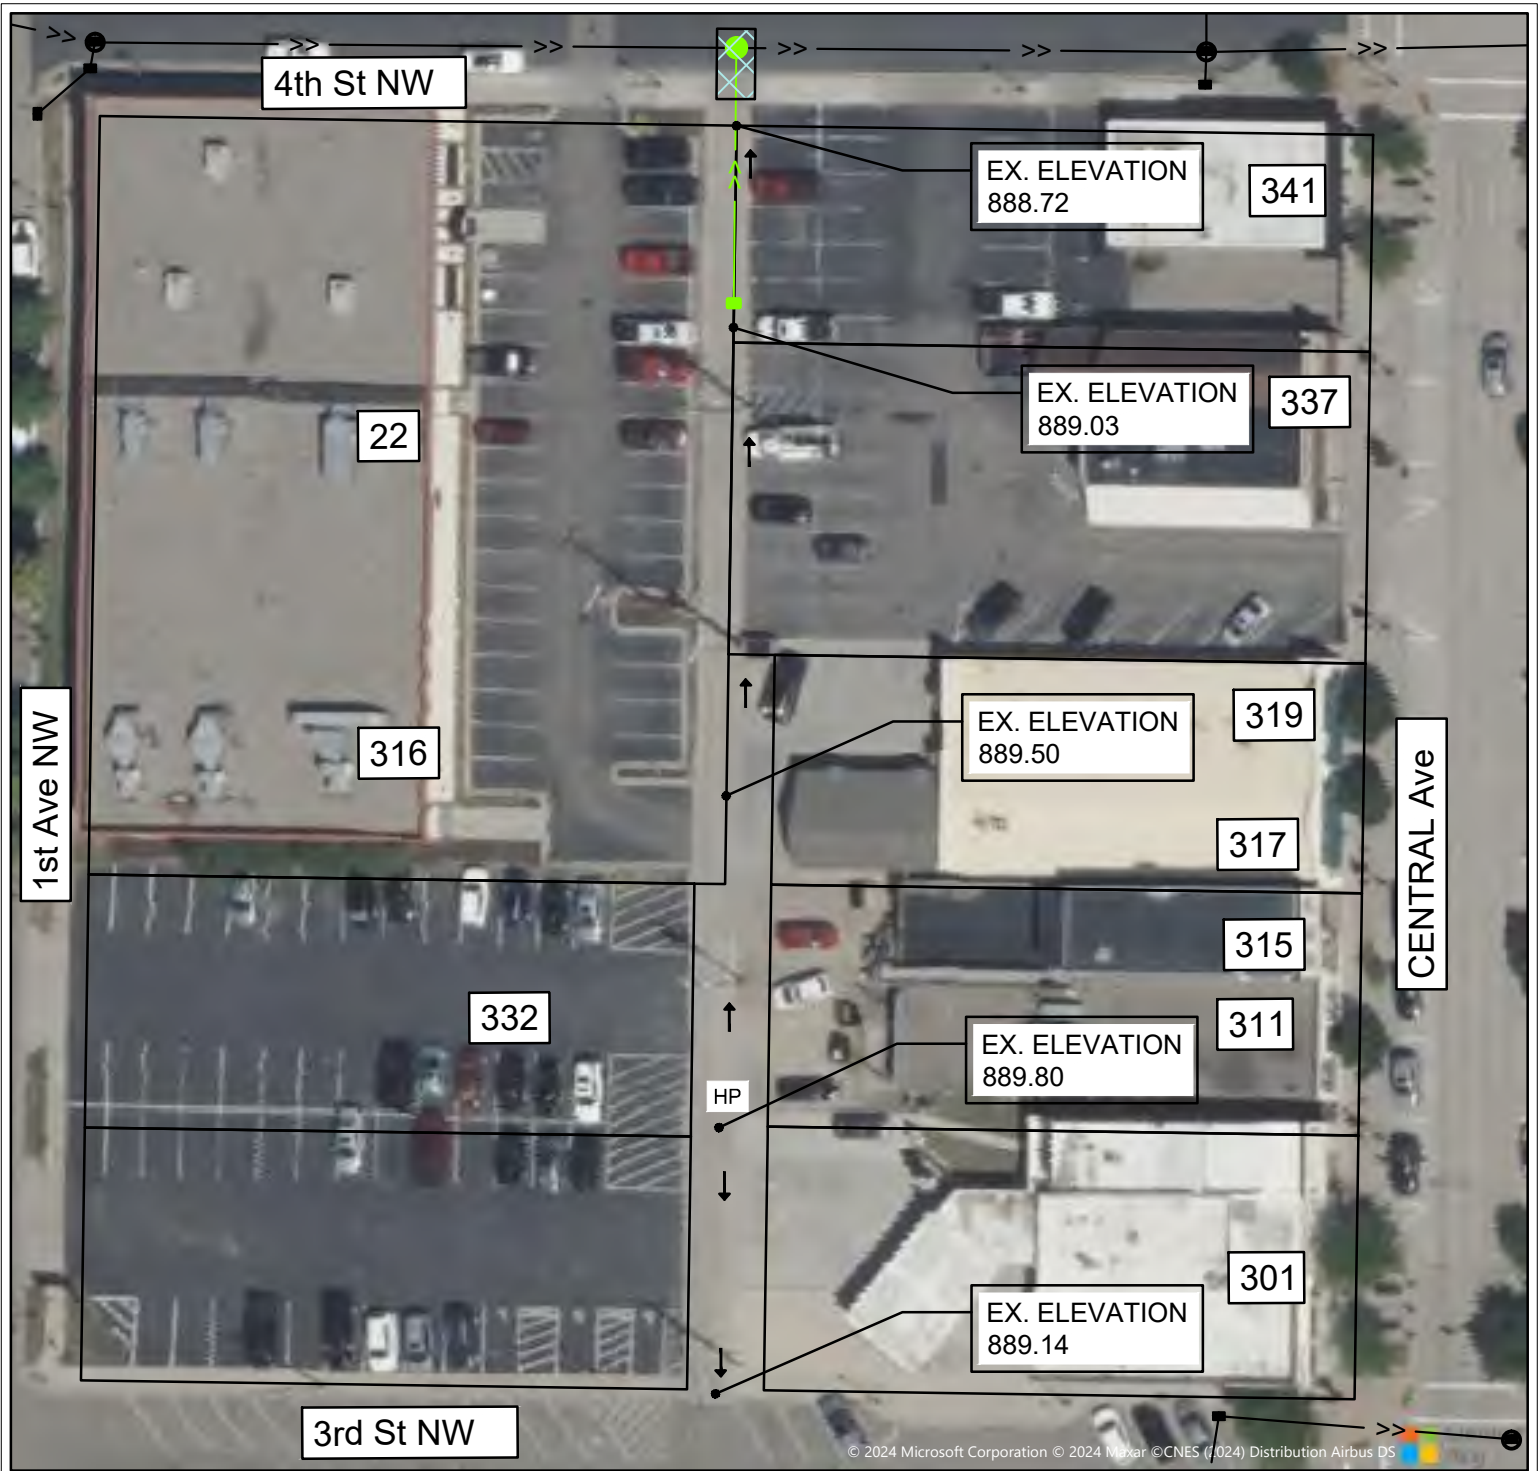 >> >> >> >> >> >>
4th St NW
EX. ELEVATION
888.72
341
EX. ELEVATION
889.03
337
22
319
EX. ELEVATION
889.50
316
317
1st Ave NW
CENTRAL Ave
315
332
311
EX. ELEVATION
889.80
HP
301
EX. ELEVATION
889.14
3rd St NW
>>
© 2024 Microsoft Corporation © 2024 Maxar ©CNES (2024) Distribution Airbus DS